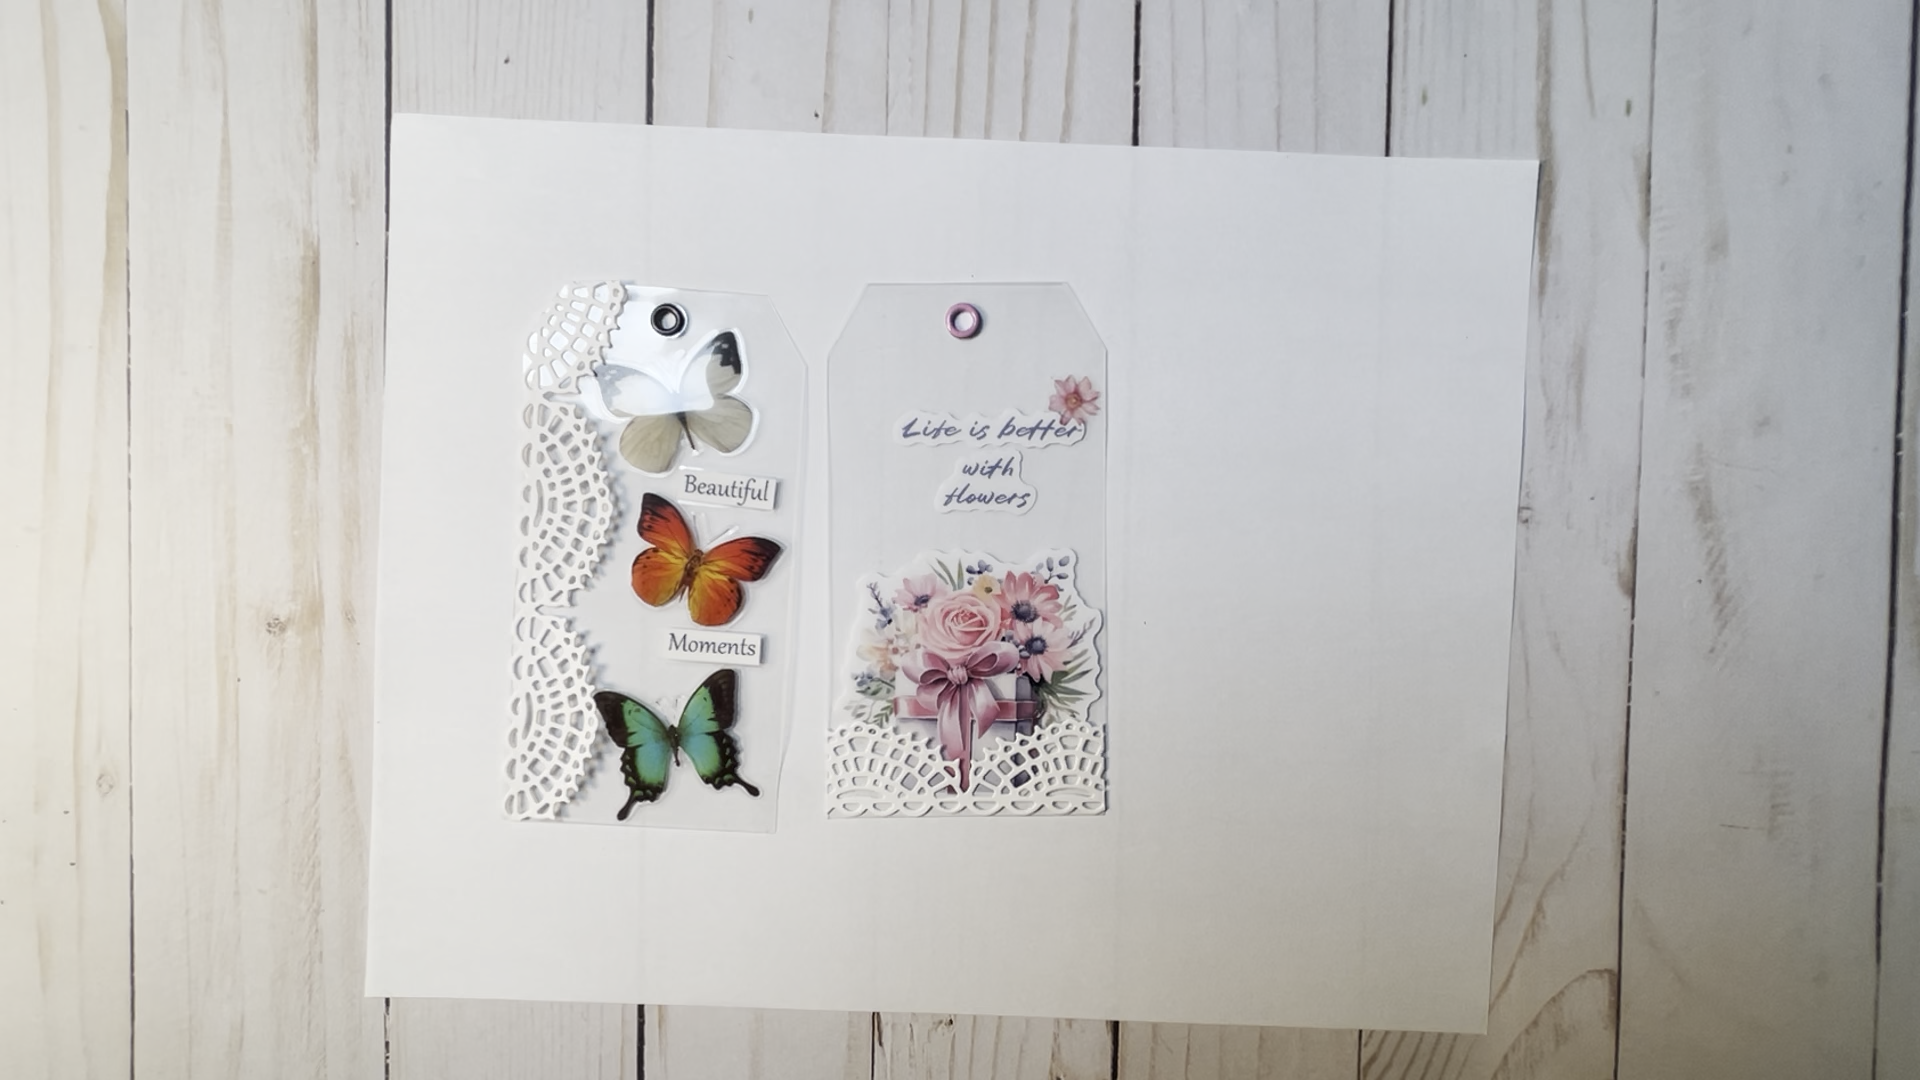 Beautiful
Moments
Life is better
with
flowers